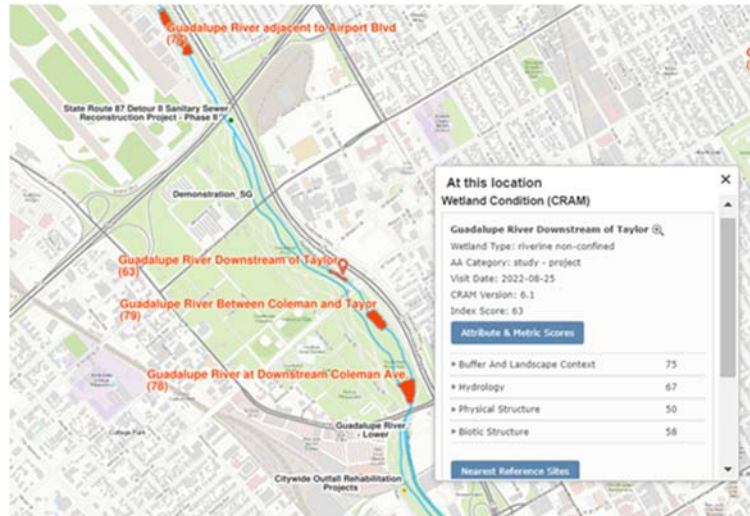 Guadalupe River adjacent to Airport Blvd
State Route 87 Detour II Sanitary Sewer
Reconstruction Project - Phase II
Demonstration_SG
Guadalupe River Downstream of Taylor
(63)
Guadalupe River Between Coleman and Tayor
(79)
Guadalupe River at Downstream Coleman Ave
(78)
Guadalupe River
- Lower
College Park
Citywide Outfall Rehabilitation
Projects
At this location
Wetland Condition (CRAM)
Guadalupe River Downstream of Taylor
Wetland Type: riverine non-confined
AA Category: study - project
Visit Date: 2022-08-25
CRAM Version: 6.1
Index Score: 63
Attribute & Metric Scores
Buffer And Landscape Context 75
Hydrology 67
Physical Structure 50
Biotic Structure 58
Nearest Reference Sites